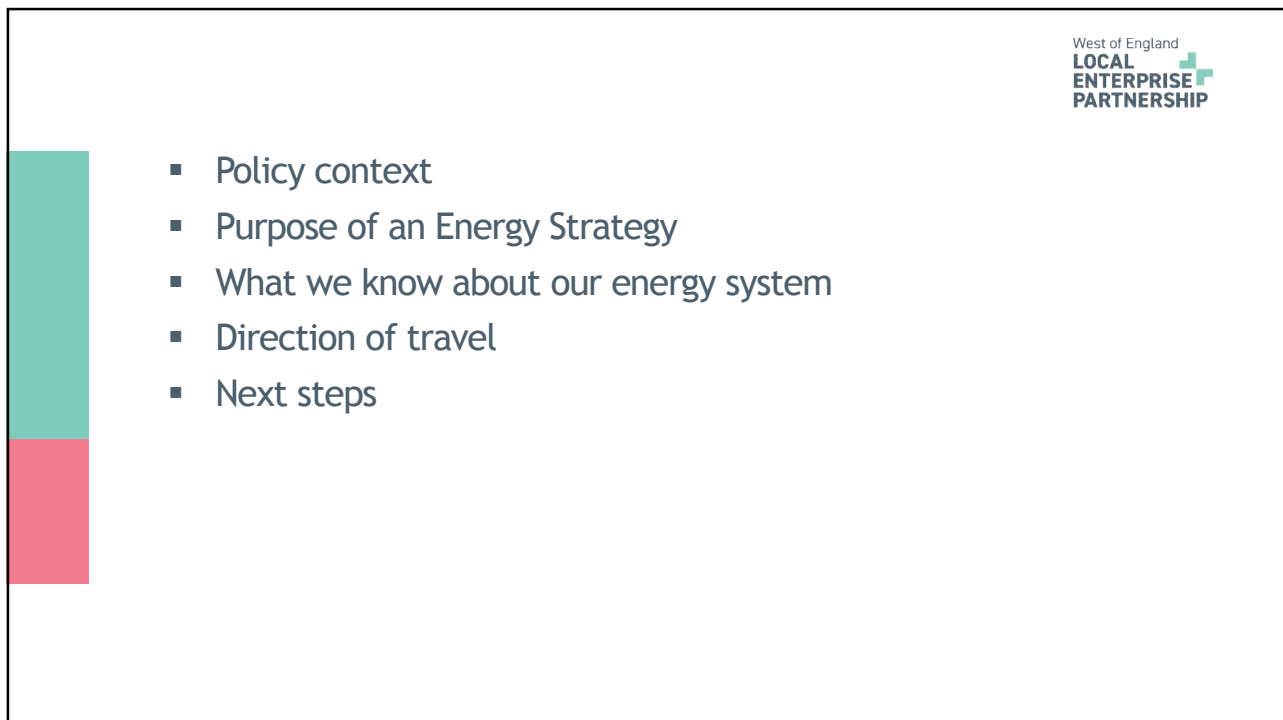 West of England
LOCAL
ENTERPRISE
PARTNERSHIP
▪ Policy context
▪ Purpose of an Energy Strategy
▪ What we know about our energy system
▪ Direction of travel
▪ Next steps